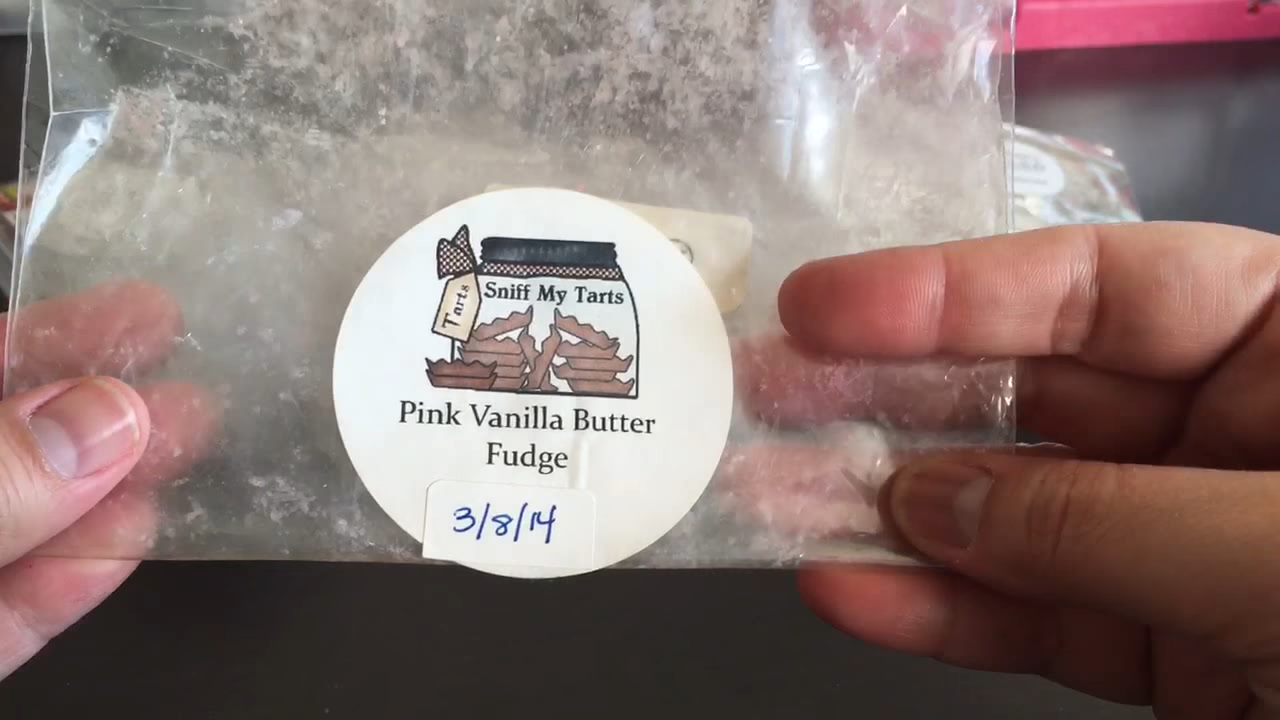 Sniff My Tarts
Tarts
Pink Vanilla Butter
Fudge
3/8/14